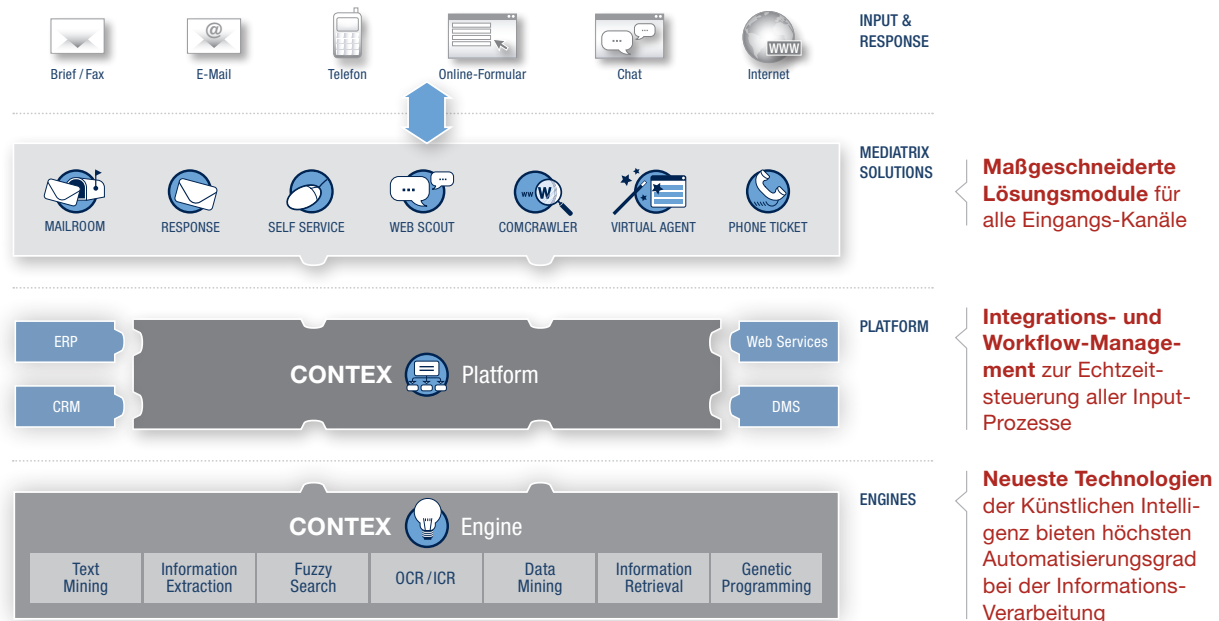 INPUT &
RESPONSE
@
WWW
Brief / Fax
E-Mail
Telefon
Online-Formular
Chat
Internet
MEDIATRIX
SOLUTIONS
ww W
MAILROOM
RESPONSE
SELF SERVICE
WEB SCOUT
COMCRAWLER
VIRTUAL AGENT
PHONE TICKET
Maßgeschneiderte
Lösungsmodule für
alle Eingangs-Kanäle
PLATFORM
ERP
CRM
CONTEX Platform
Web Services
DMS
Integrations- und
Workflow-Manage-
ment zur Echtzeit-
steuerung aller Input-
Prozesse
ENGINES
CONTEX Engine
Text
Mining
Information
Extraction
Fuzzy
Search
OCR / ICR
Data
Mining
Information
Retrieval
Genetic
Programming
Neueste Technologien
der Künstlichen Intelli-
genz bieten höchsten
Automatisierungsgrad
bei der Informations-
Verarbeitung